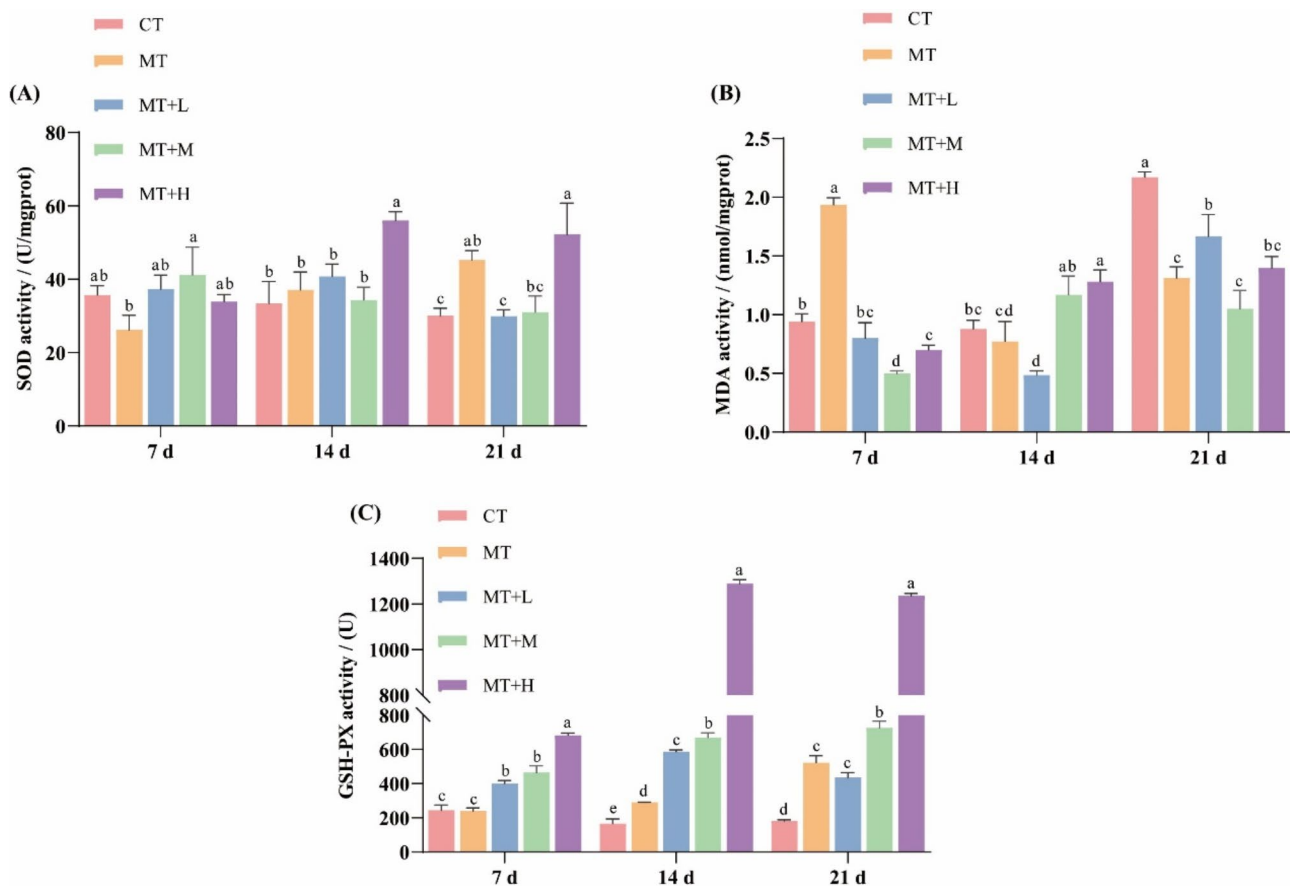 CT
MT
(A)
MT+L
MT+M
MT+H
SOD activity / (U/mgprot)
80
60
40
20
0
ab
b
ab
a
ab
b
b
b
b
a
c
ab
c
bc
a
7 d
14 d
21 d
CT
MT
(B)
MT+L
MT+M
MT+H
MDA activity / (nmol/mgprot)
2.5
2.0
1.5
1.0
0.5
0.0
b
a
bc
d
c
bc
cd
d
ab
a
a
c
b
c
bc
7 d
14 d
21 d
(C)
CT
MT
MT+L
MT+M
MT+H
GSH-PX activity / (U)
1400
1200
1000
800
800
600
400
200
0
c
c
b
b
a
e
d
c
b
a
d
c
c
b
a
7 d
14 d
21 d